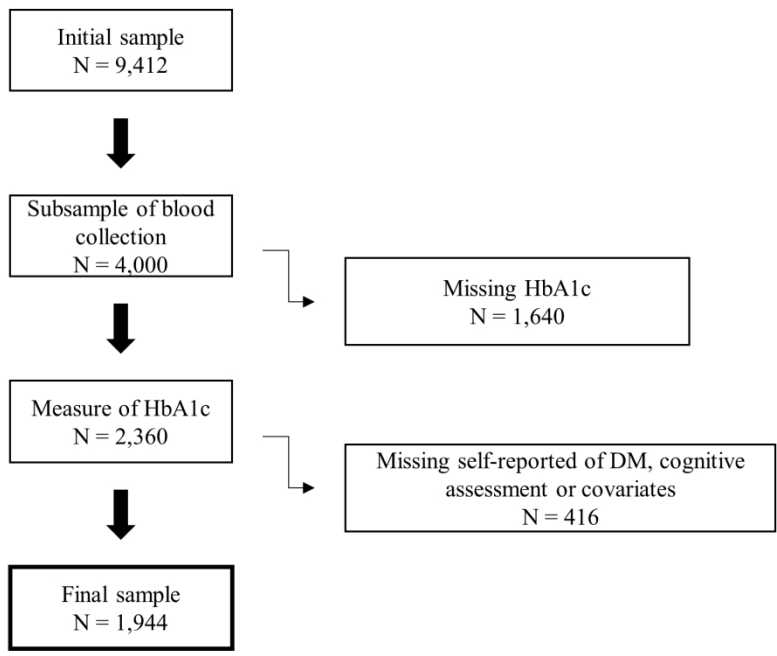 Initial sample
N = 9,412
Subsample of blood
collection
N = 4,000
Missing HbA1c
N = 1,640
Measure of HbA1c
N = 2,360
Missing self-reported of DM, cognitive
assessment or covariates
N = 416
Final sample
N = 1,944